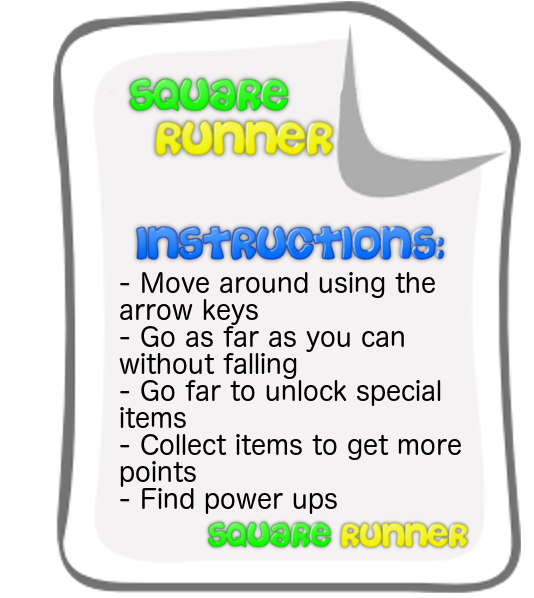 SQUARE
RUNNER
INSTRUCTIONS:
- Move around using the
arrow keys
- Go as far as you can
without falling
- Go far to unlock special
items
- Collect items to get more
points
- Find power ups
SQUARE RUNNER